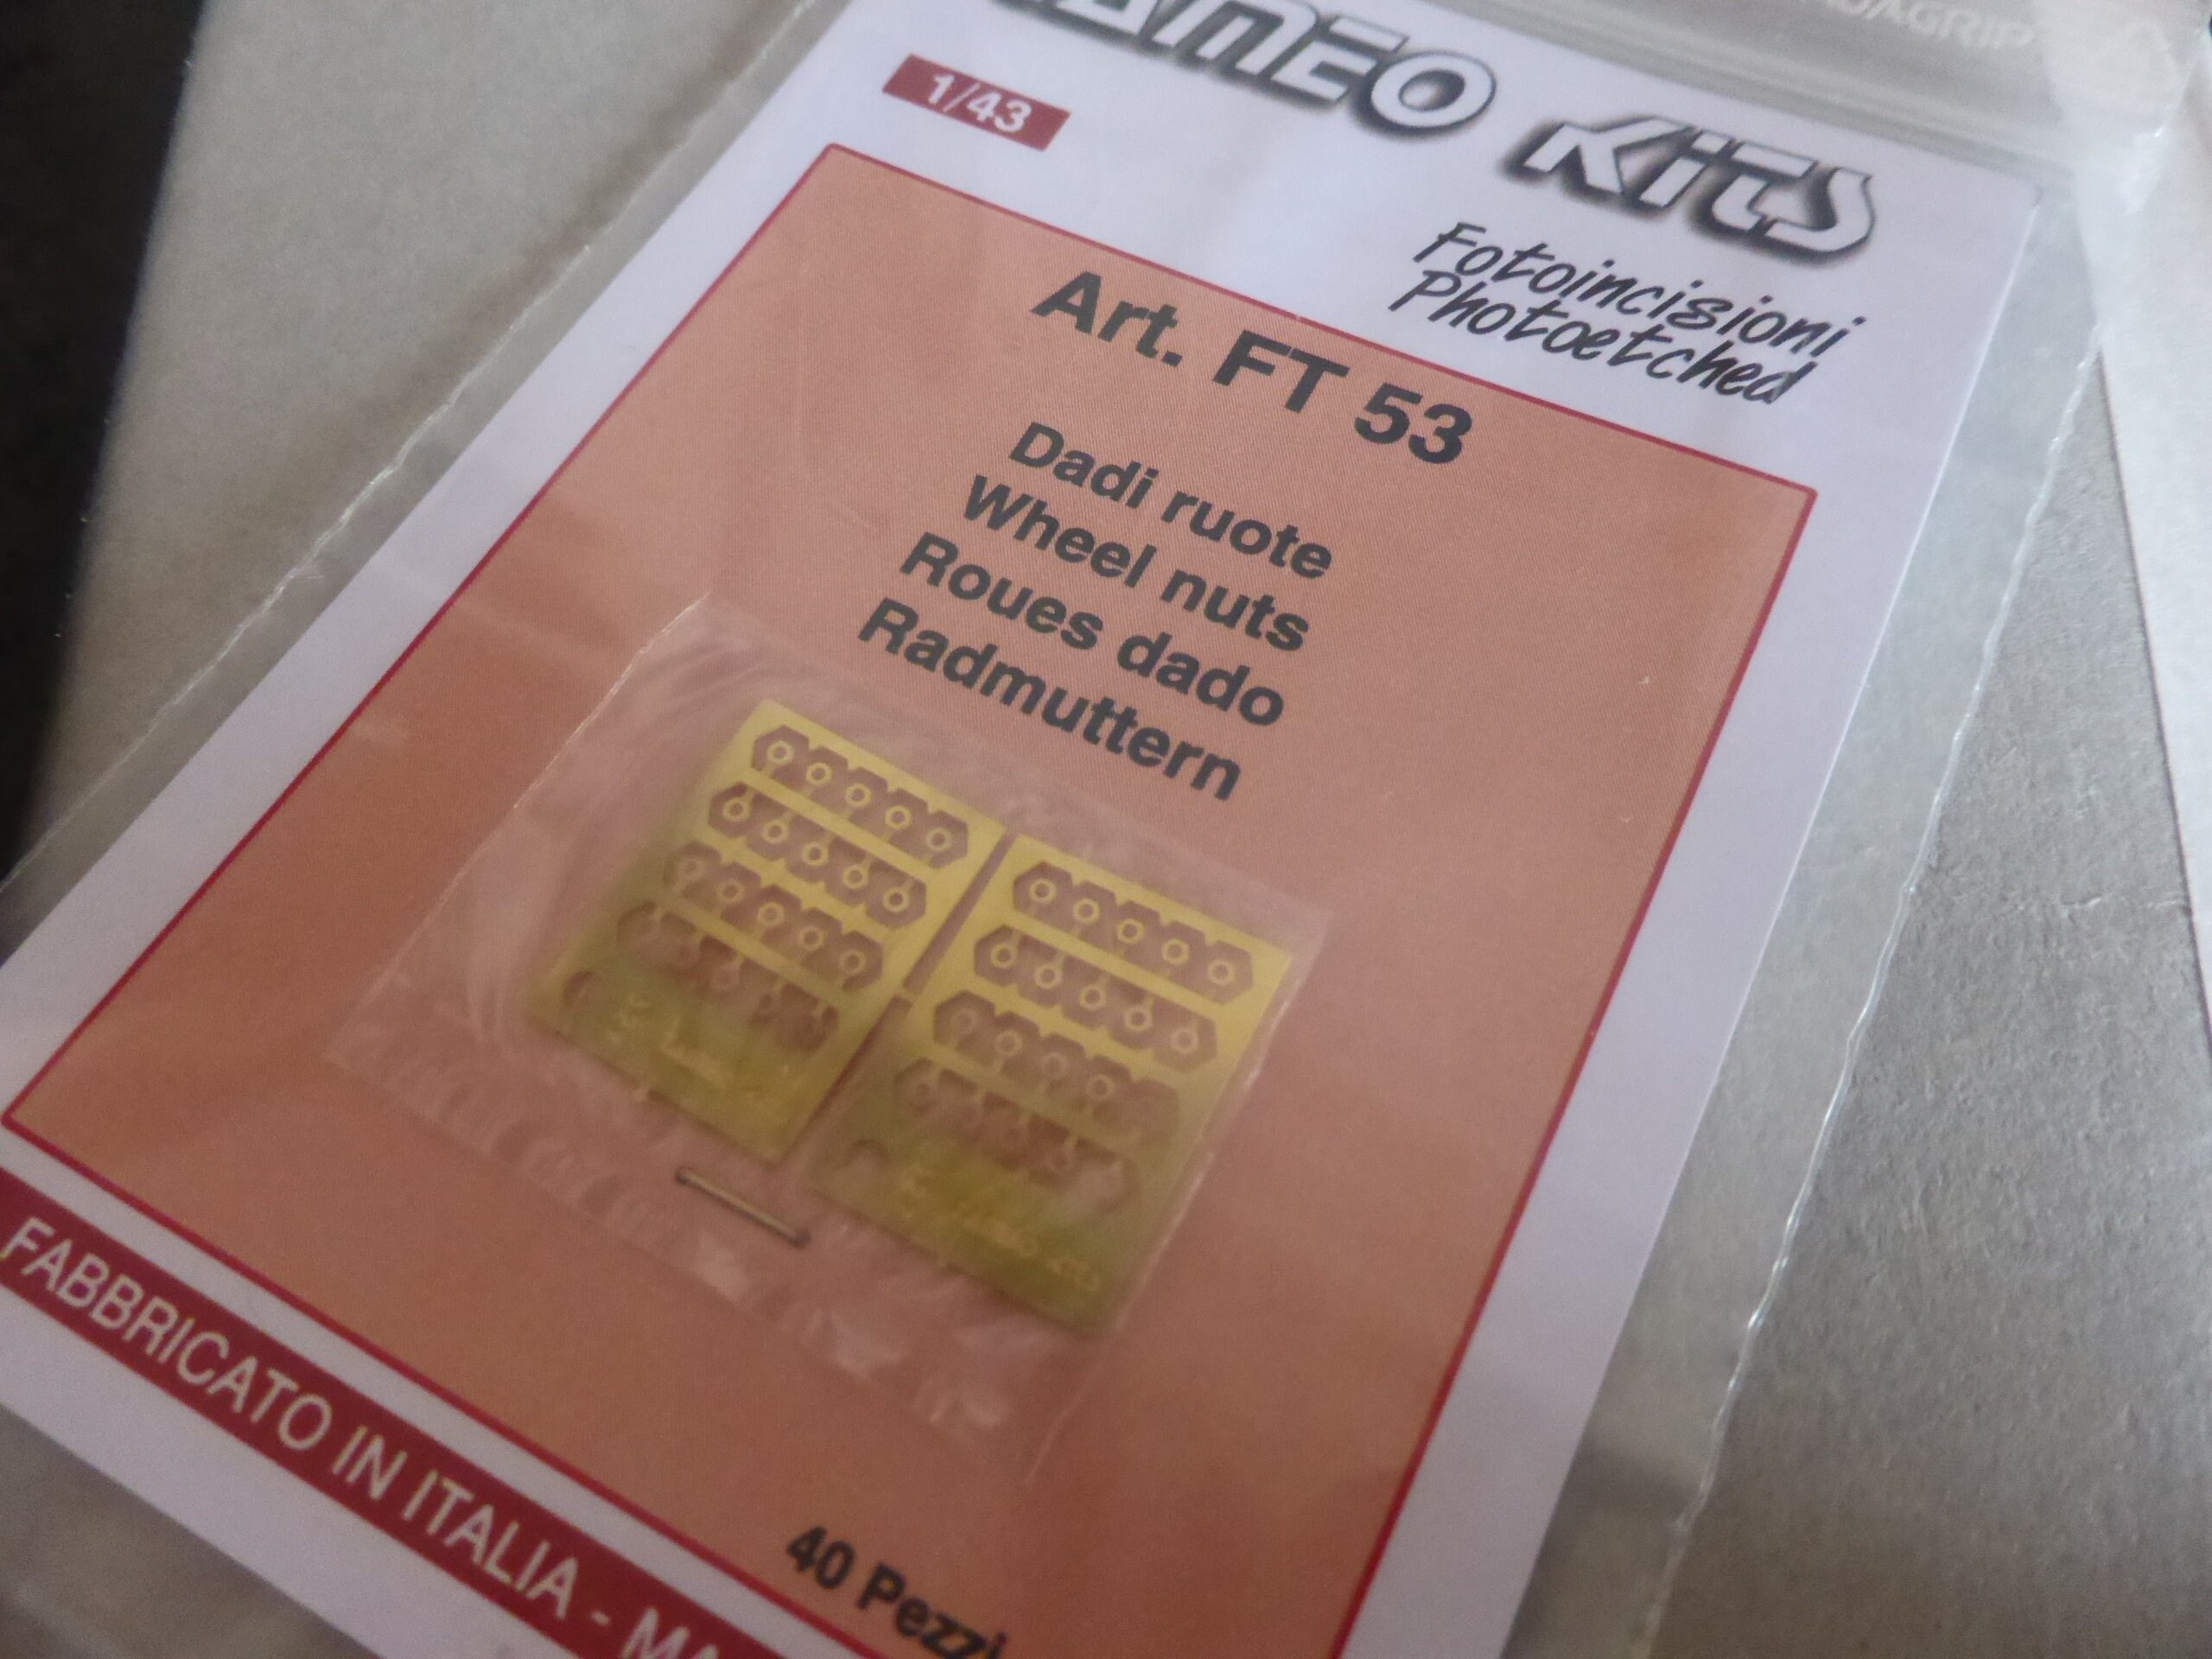 KITS
1/43
Fotoincisioni
Photoetched
Art. FT 53
Dadi ruote
Wheel nuts
Roues dado
Radmuttern
40 Pezzi
FABBRICATO IN ITALIA -